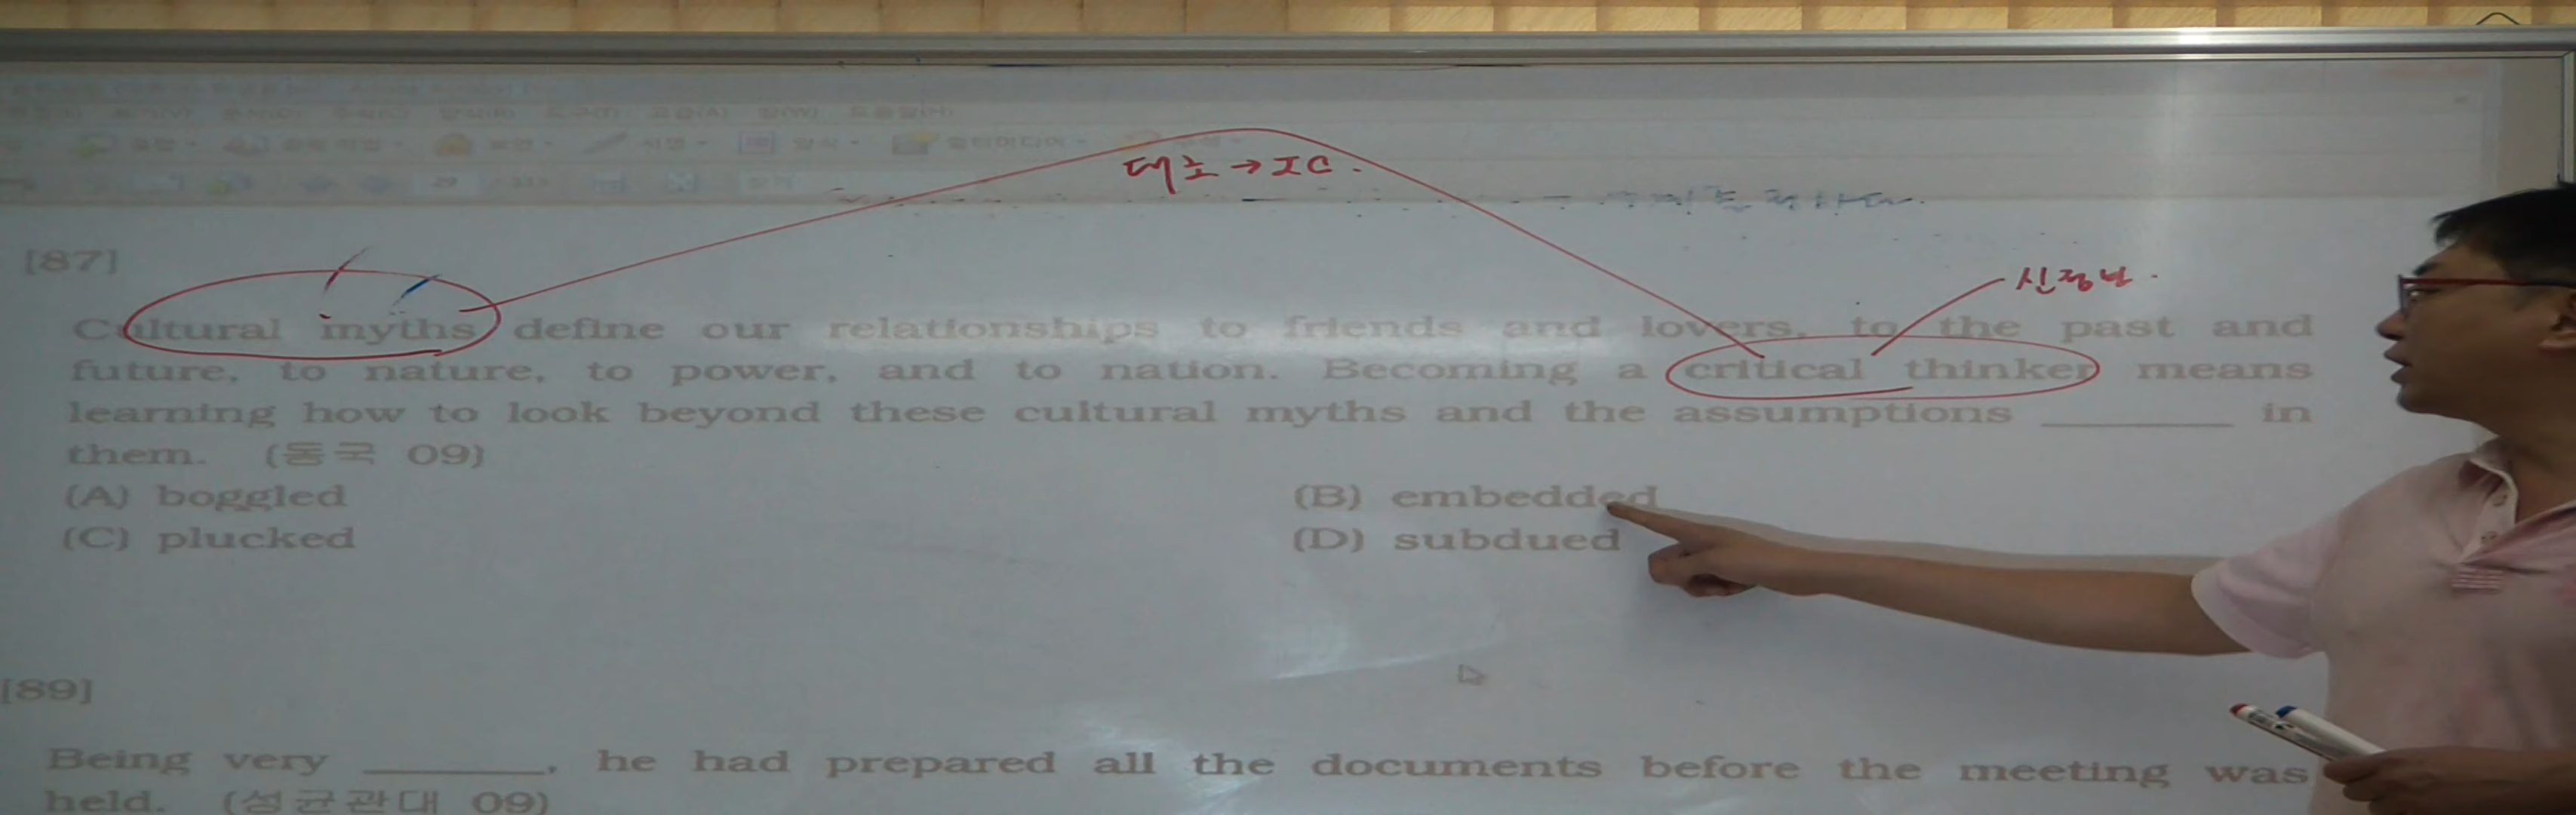 대조 → IC.
[87]
신정보.
Cultural myths define our relationships to friends and lovers, to the past and
future, to nature, to power, and to nation. Becoming a critical thinker means
learning how to look beyond these cultural myths and the assumptions ________ in
them. (동국 09)
(A) boggled (B) embedded
(C) plucked (D) subdued
[89]
Being very ________, he had prepared all the documents before the meeting was
held. (성균관대 09)